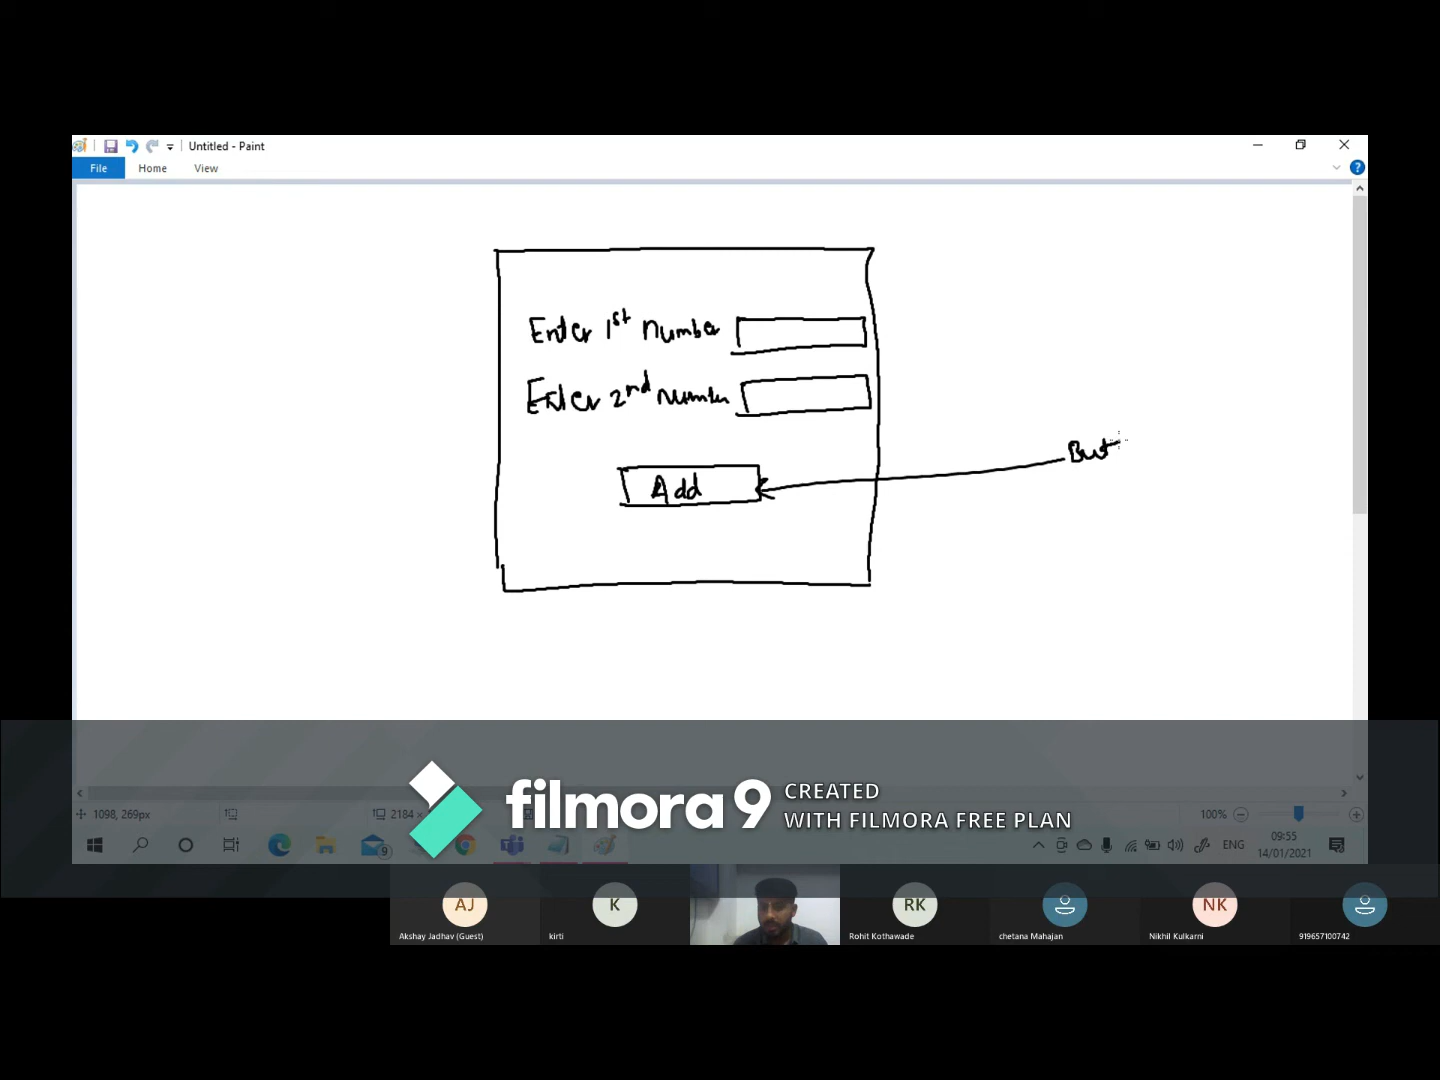 Untitled - Paint
File Home View
Enter 1st Number
Enter 2nd Number
But
Add
filmora9 CREATED
WITH FILMORA FREE PLAN
1098, 269px 2184 × 100%
9 ENG 09:55
14/01/2021
AJ K RK NK
Akshay Jadhav (Guest) kirti Rohit Kothawade chetana Mahajan Nikhil Kulkarni 919657100742